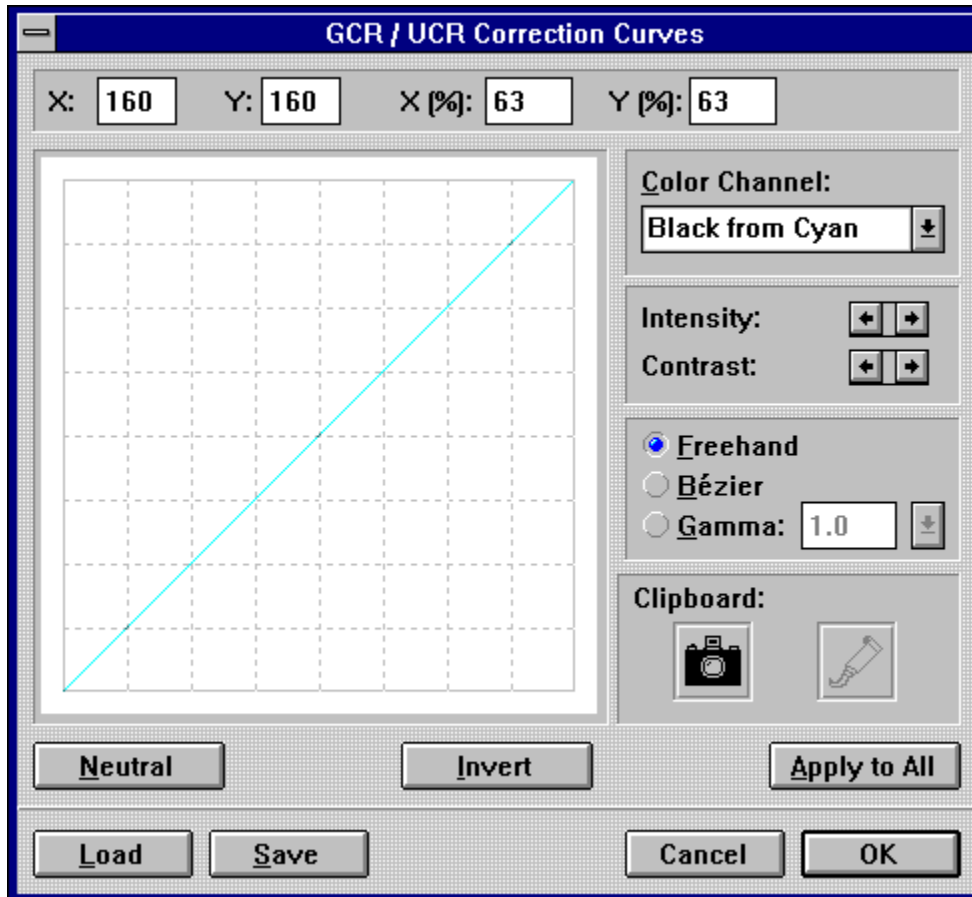 GCR / UCR Correction Curves
X: 160 Y: 160 X (%): 63 Y (%): 63
Color Channel:
Black from Cyan
Intensity:
Contrast:
Freehand
Bézier
Gamma: 1.0
Clipboard:
Neutral Invert Apply to All
Load Save Cancel OK